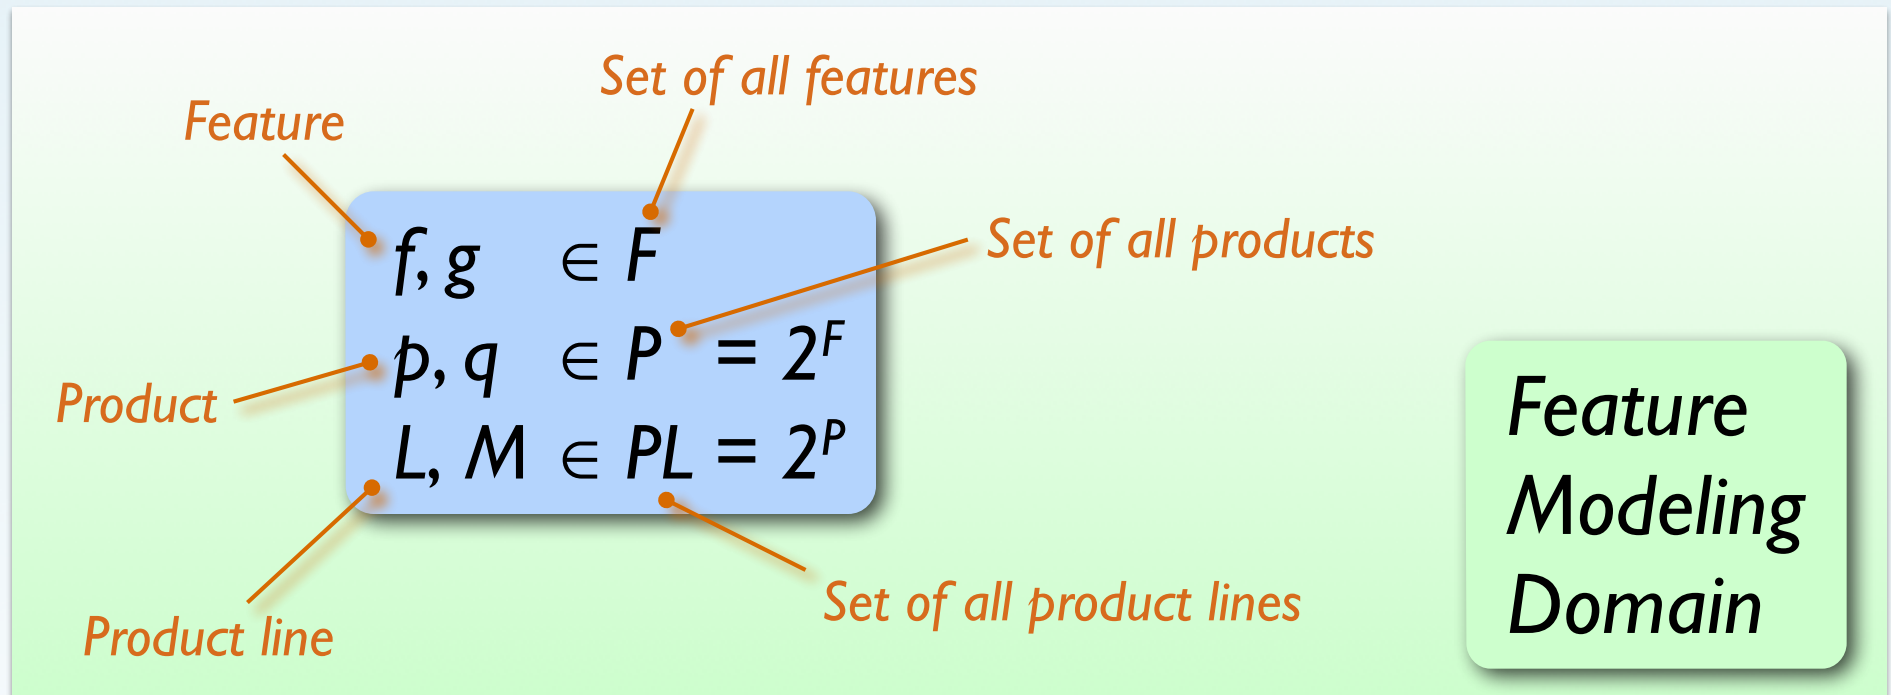 Set of all features
Feature
f, g ∈ F
Set of all products
p, q ∈ P = 2^F
Product
L, M ∈ PL = 2^P
Set of all product lines
Product line
Feature
Modeling
Domain